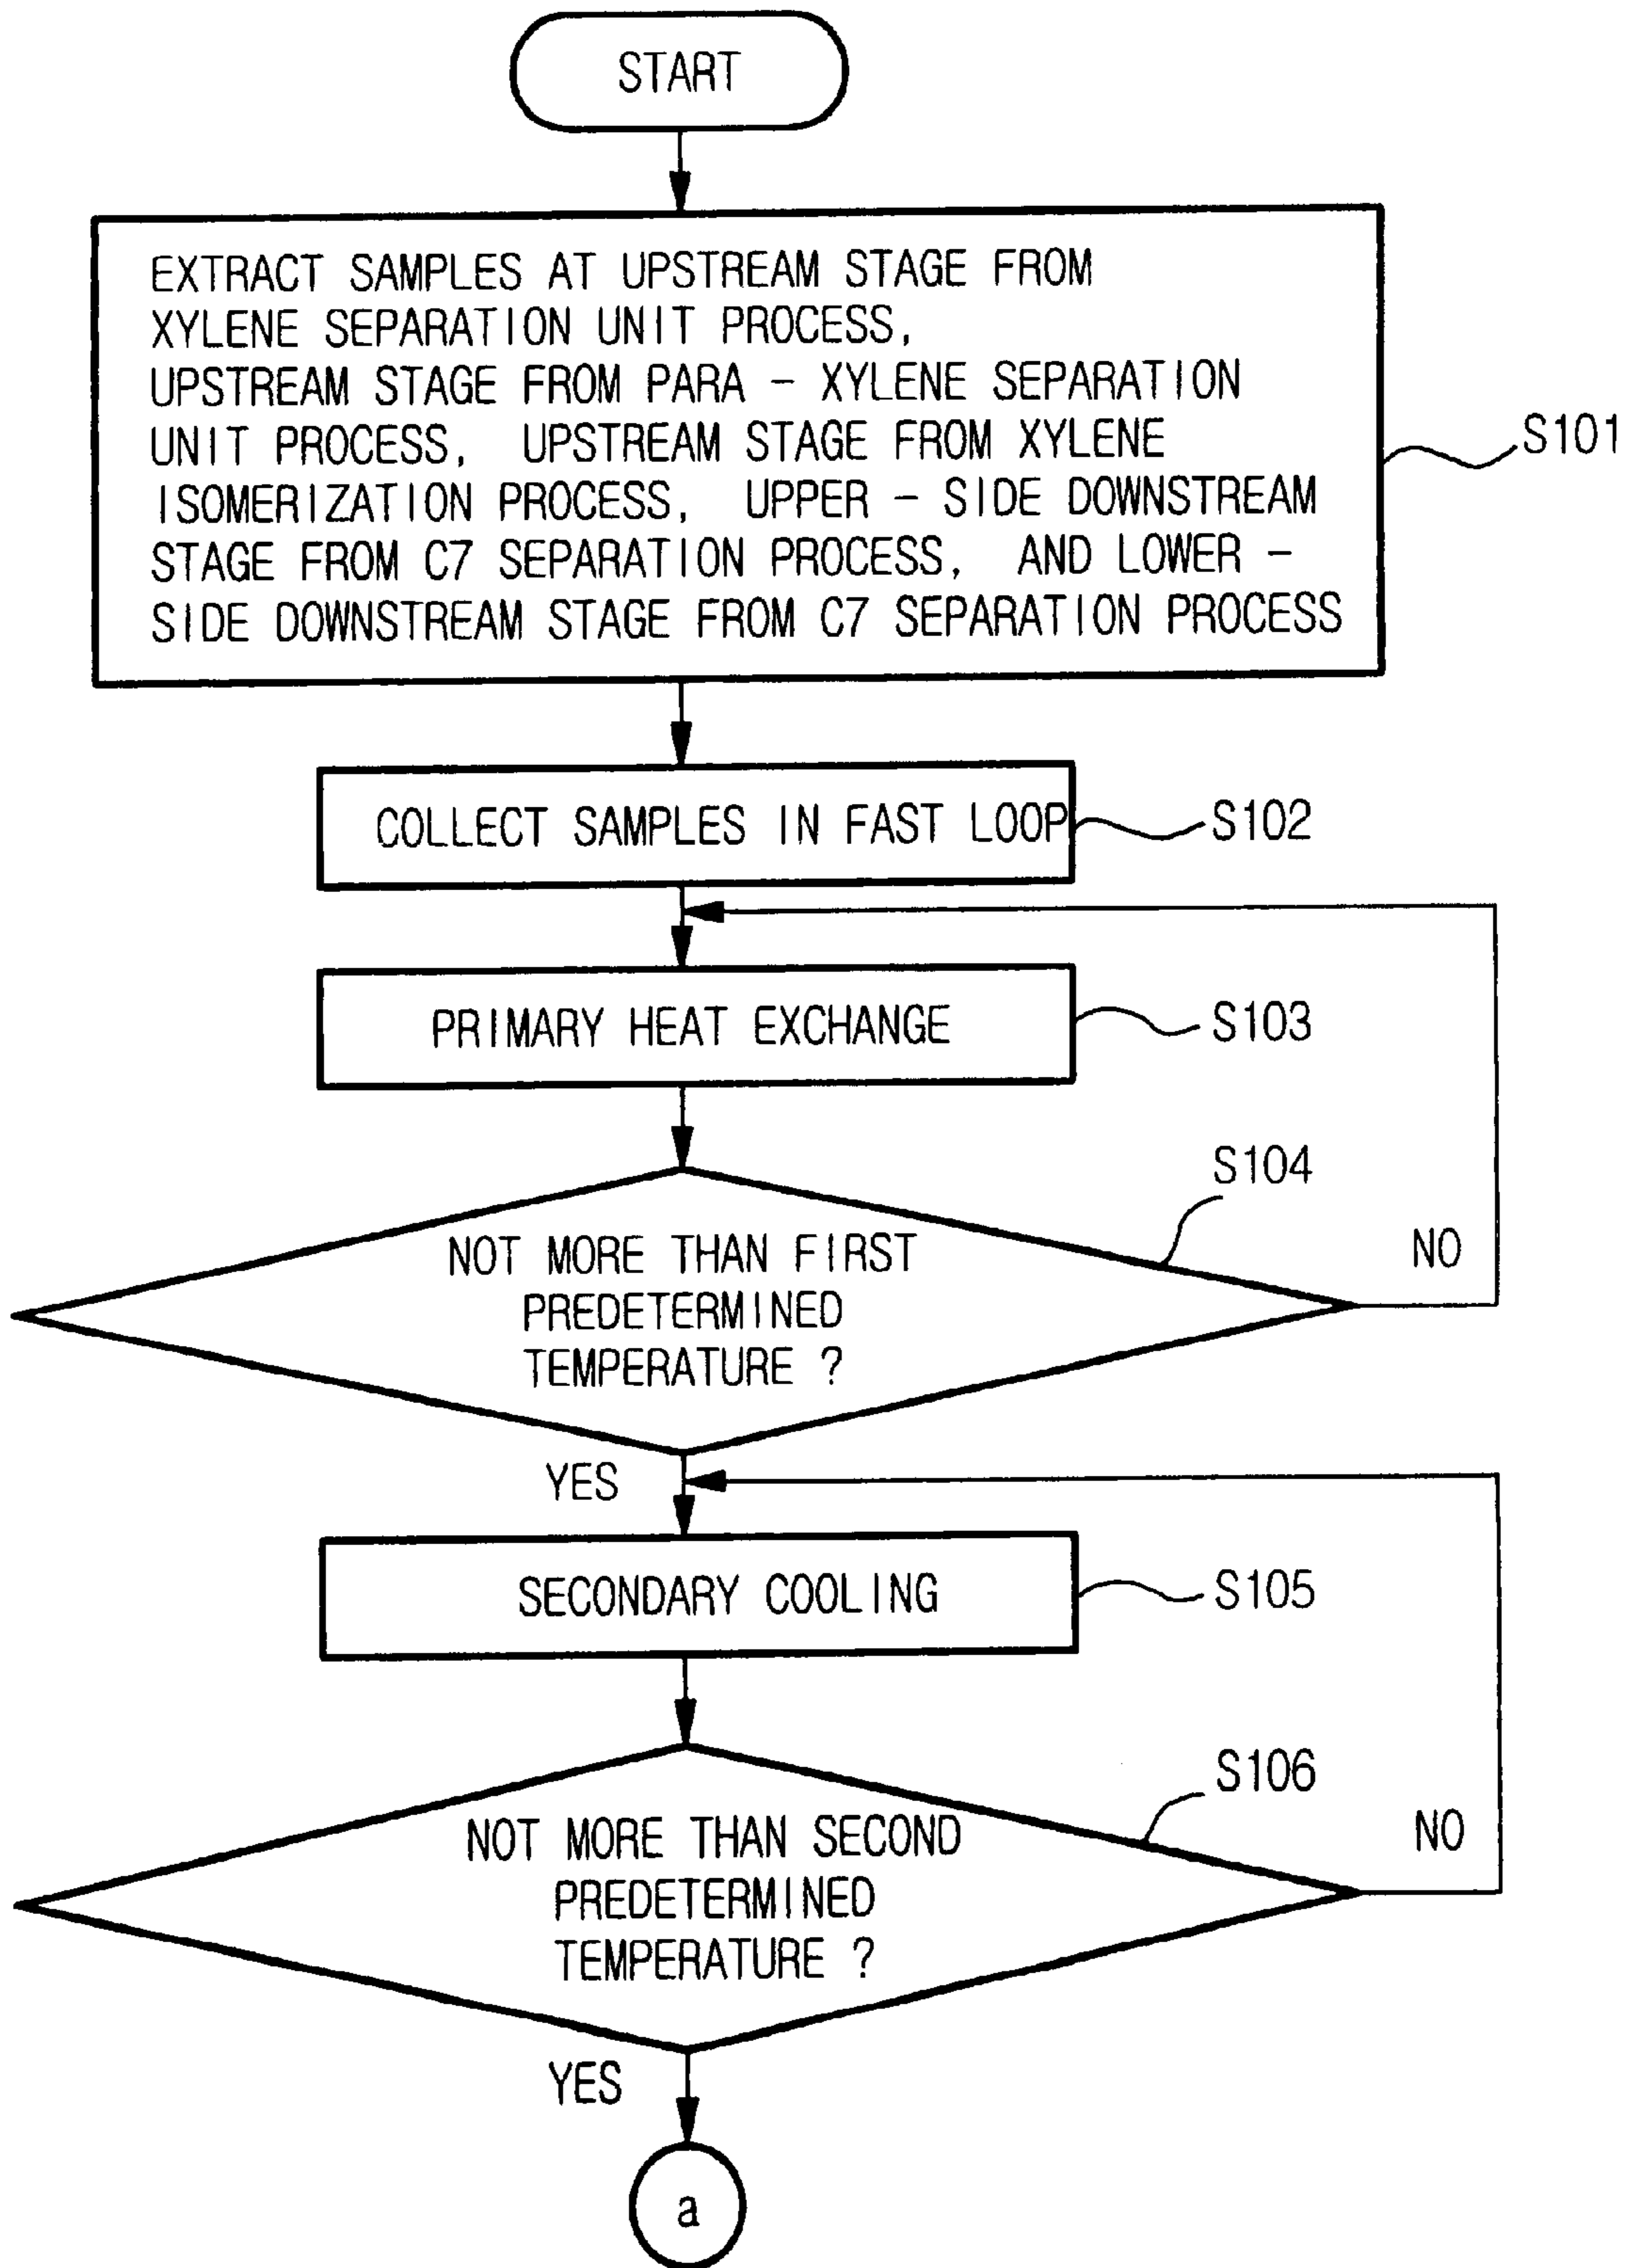 START
EXTRACT SAMPLES AT UPSTREAM STAGE FROM
XYLENE SEPARATION UNIT PROCESS,
UPSTREAM STAGE FROM PARA - XYLENE SEPARATION
UNIT PROCESS, UPSTREAM STAGE FROM XYLENE
ISOMERIZATION PROCESS, UPPER - SIDE DOWNSTREAM
STAGE FROM C7 SEPARATION PROCESS, AND LOWER -
SIDE DOWNSTREAM STAGE FROM C7 SEPARATION PROCESS
S101
COLLECT SAMPLES IN FAST LOOP
S102
PRIMARY HEAT EXCHANGE
S103
S104
NOT MORE THAN FIRST
PREDETERMINED
TEMPERATURE ?
NO
YES
SECONDARY COOLING
S105
S106
NOT MORE THAN SECOND
PREDETERMINED
TEMPERATURE ?
NO
YES
a